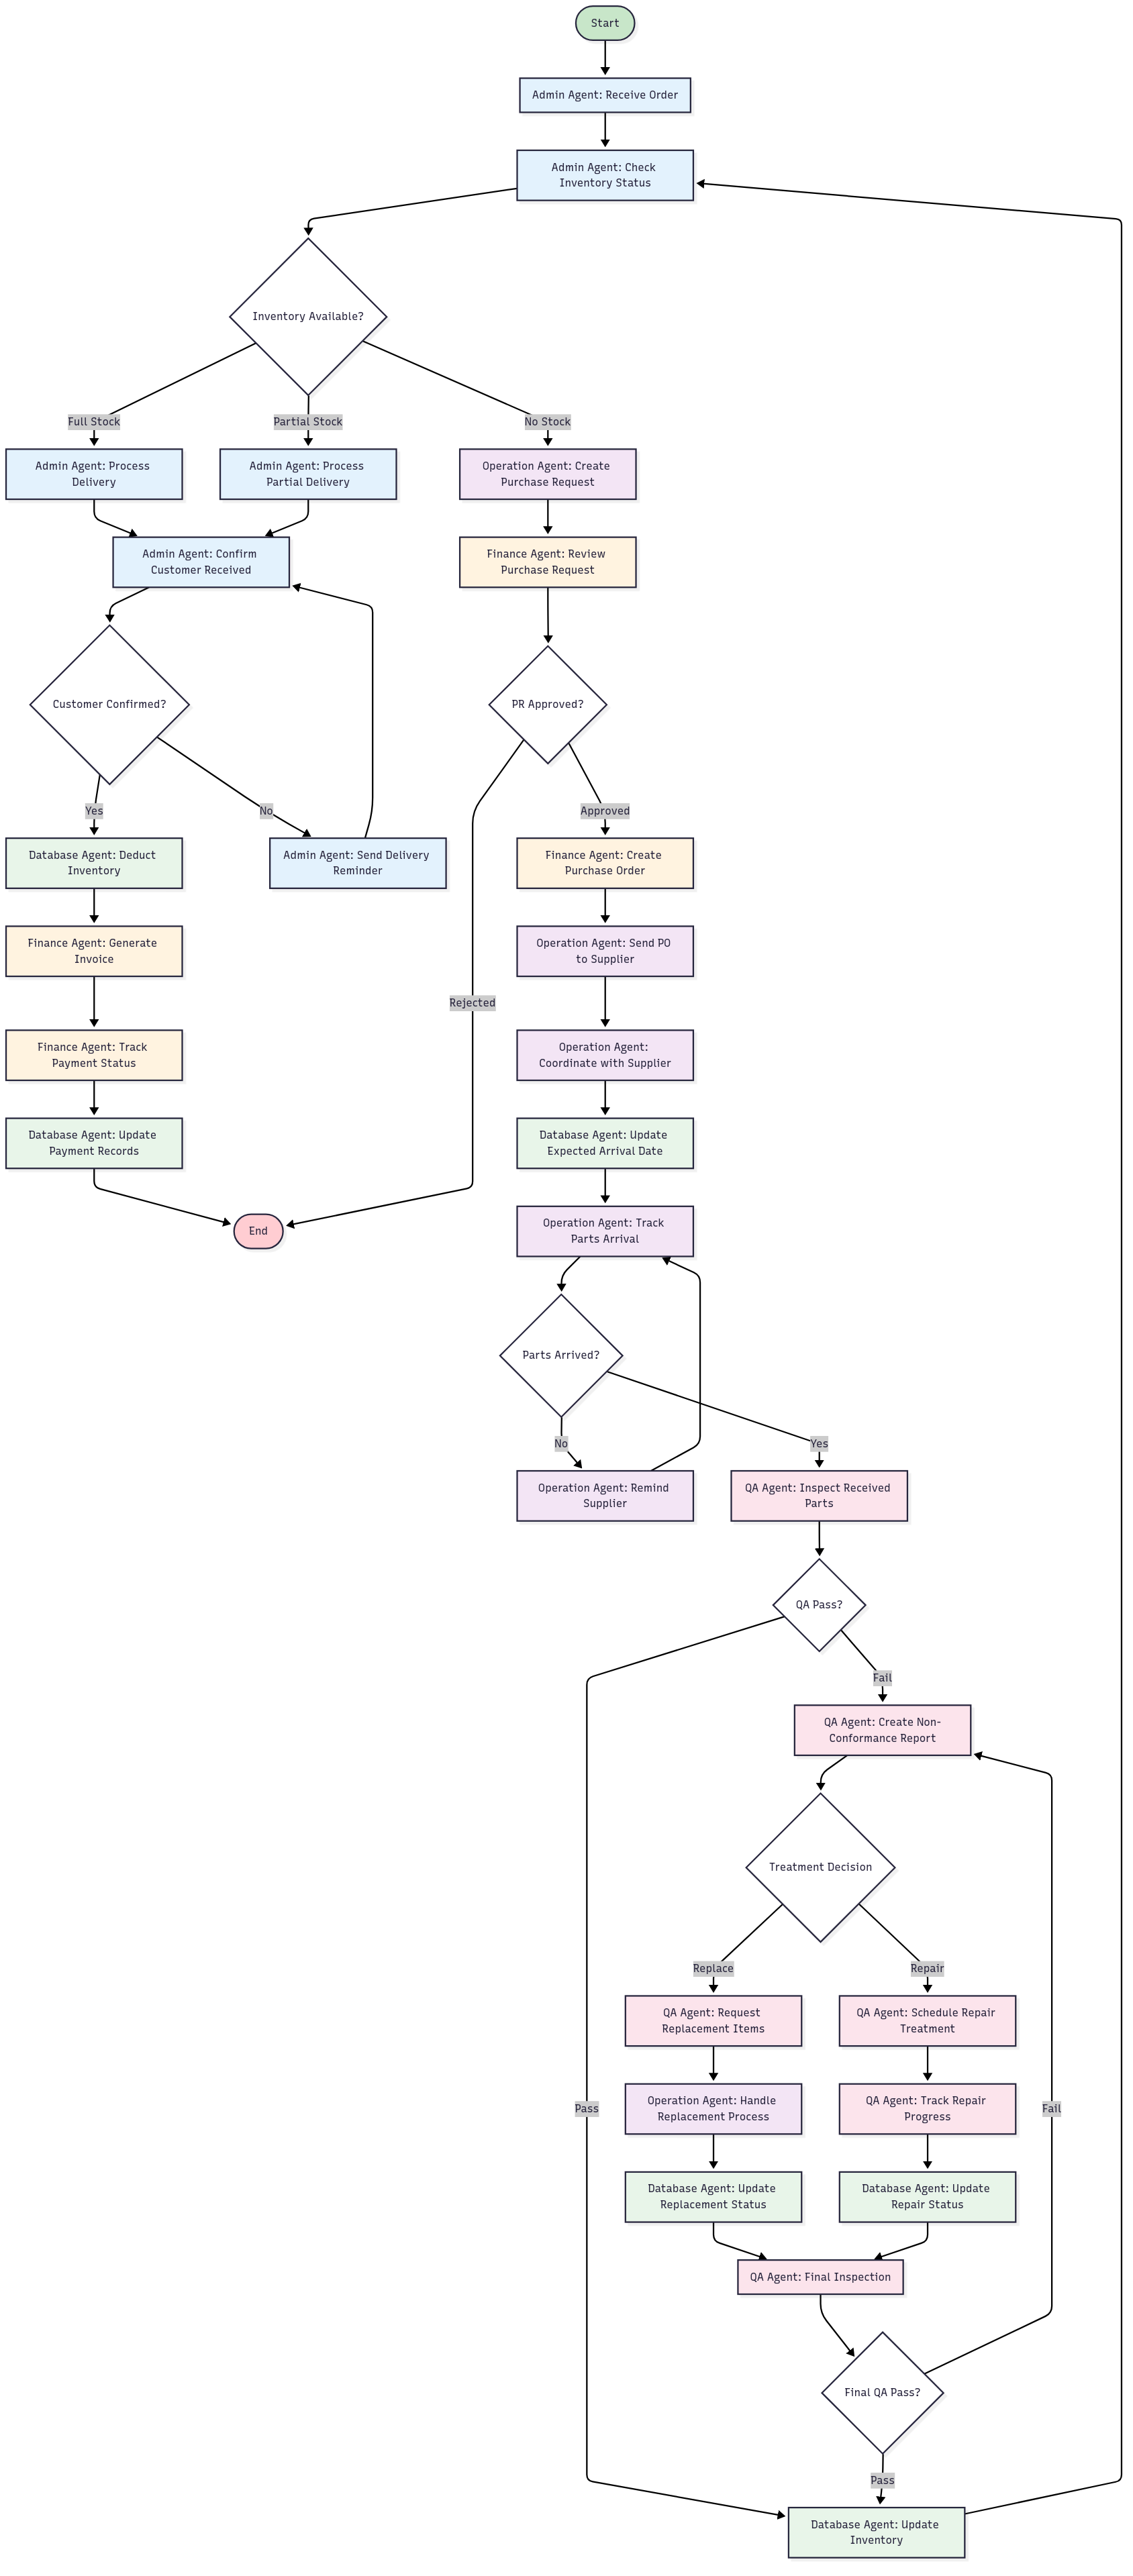 Start
Admin Agent: Receive Order
Admin Agent: Check
Inventory Status
Inventory Available?
Full Stock
Partial Stock
No Stock
Admin Agent: Process
Delivery
Admin Agent: Process
Partial Delivery
Operation Agent: Create
Purchase Request
Admin Agent: Confirm
Customer Received
Finance Agent: Review
Purchase Request
Customer Confirmed?
PR Approved?
Yes
No
Approved
Database Agent: Deduct
Inventory
Admin Agent: Send Delivery
Reminder
Finance Agent: Create
Purchase Order
Finance Agent: Generate
Invoice
Operation Agent: Send PO
to Supplier
Rejected
Finance Agent: Track
Payment Status
Operation Agent:
Coordinate with Supplier
Database Agent: Update
Payment Records
Database Agent: Update
Expected Arrival Date
End
Operation Agent: Track
Parts Arrival
Parts Arrived?
No
Yes
Operation Agent: Remind
Supplier
QA Agent: Inspect Received
Parts
QA Pass?
Fail
QA Agent: Create Non-
Conformance Report
Treatment Decision
Replace
Repair
QA Agent: Request
Replacement Items
QA Agent: Schedule Repair
Treatment
Pass
Operation Agent: Handle
Replacement Process
QA Agent: Track Repair
Progress
Fail
Database Agent: Update
Replacement Status
Database Agent: Update
Repair Status
QA Agent: Final Inspection
Final QA Pass?
Pass
Database Agent: Update
Inventory